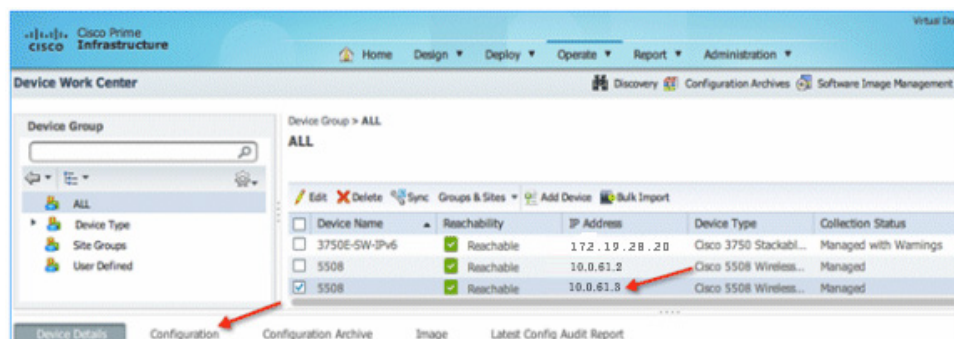 Virtual Do
Cisco Prime
CISCO Infrastructure
Home Design Deploy Operate Report Administration
Device Work Center
Discovery Configuration Archives Software Image Management
Device Group
Device Group > ALL
ALL
ALL
Device Type
Site Groups
User Defined
Edit Delete Sync Groups & Sites Add Device Bulk Import
Device Name Reachability IP Address Device Type Collection Status
3750E-SW-IPv6 Reachable 172.19.28.20 Cisco 3750 Stackabl... Managed with Warnings
5508 Reachable 10.0.61.2 Cisco 5508 Wireless... Managed
5508 Reachable 10.0.61.3 Cisco 5508 Wireless... Managed
Device Details Configuration Configuration Archive Image Latest Config Audit Report